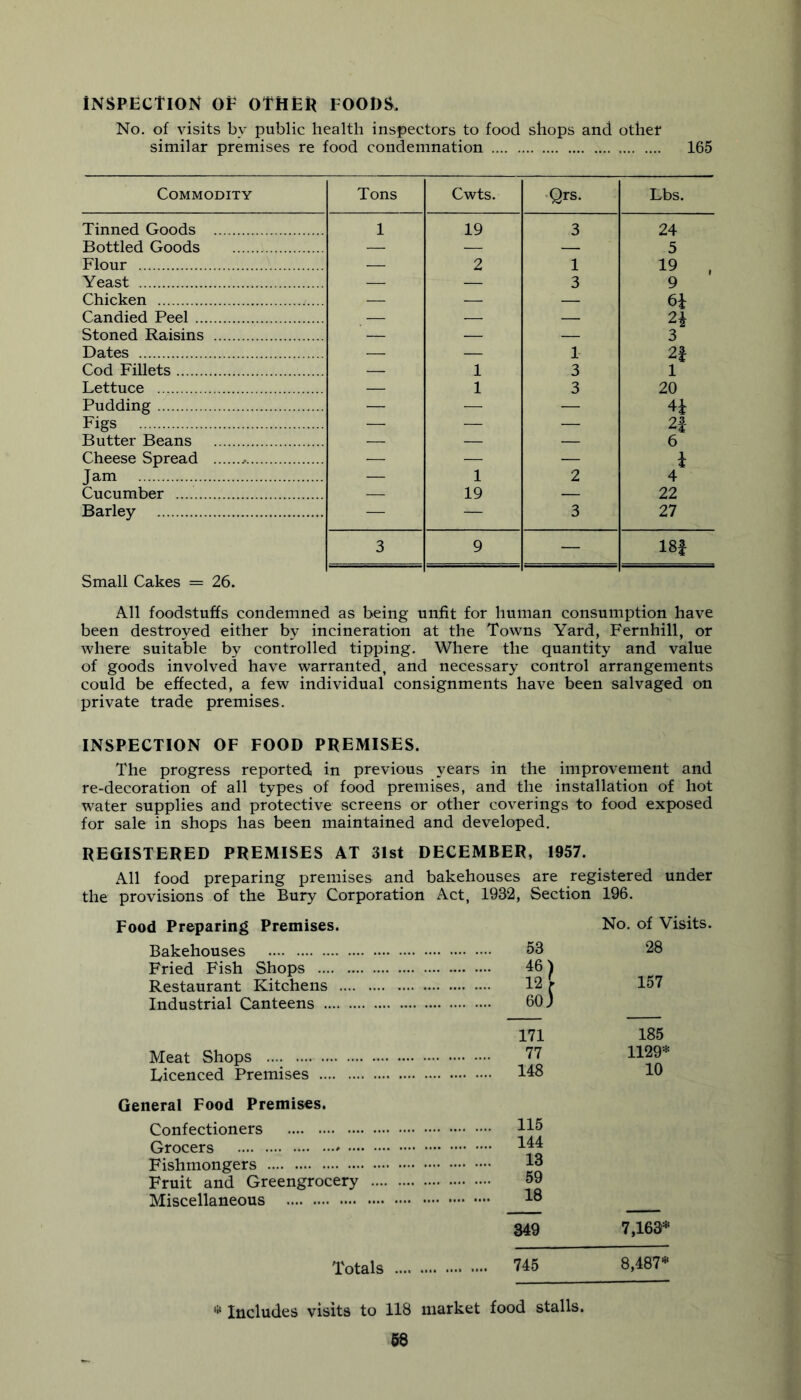 INSPECTION OF OTHER FOODS.
No. of visits by public health inspectors to food shops and other
similar premises re food condemnation .... .... .... .... .... .... .... 165
COMMODITY Tons Cwts. Qrs. Lbs.
Tinned Goods 1 19 3 24
Bottled Goods — — — 5
Flour — 2 1 19
Yeast — — 3 9
Chicken — — — 6¼
Candied Peel — — — 2½
Stoned Raisins — — — 3
Dates — — 1 2¾
Cod Fillets — 1 3 1
Lettuce — 1 3 20
Pudding — — — 4¼
Figs — — — 2¾
Butter Beans — — — 6
Cheese Spread — — — ¼
Jam — 1 2 4
Cucumber — 19 — 22
Barley — — 3 27
3 9 — 18¾
Small Cakes = 26.
All foodstuffs condemned as being unfit for human consumption have
been destroyed either by incineration at the Towns Yard, Fernhill, or
where suitable by controlled tipping. Where the quantity and value
of goods involved have warranted, and necessary control arrangements
could be effected, a few individual consignments have been salvaged on
private trade premises.
INSPECTION OF FOOD PREMISES.
The progress reported in previous years in the improvement and
re-decoration of all types of food premises, and the installation of hot
water supplies and protective screens or other coverings to food exposed
for sale in shops has been maintained and developed.
REGISTERED PREMISES AT 31st DECEMBER, 1957.
All food preparing premises and bakehouses are registered under
the provisions of the Bury Corporation Act, 1932, Section 196.
Food Preparing Premises. No. of Visits.
Bakehouses .... .... .... .... .... .... .... .... 53 28
Fried Fish Shops .... .... .... .... .... .... .... 46
Restaurant Kitchens .... .... .... .... .... .... 12 } 157
Industrial Canteens .... .... .... .... .... .... 60
171 185
Meat Shops .... .... .... .... .... .... .... .... 77 1129*
Licenced Premises .... .... .... .... .... .... .... 148 10
General Food Premises.
Confectioners .... .... .... .... .... .... .... 115
Grocers .... .... .... .... .... .... .... .... .... 144
Fishmongers .... .... .... .... .... .... .... .... 13
Fruit and Greengrocery .... .... .... .... .... 59
Miscellaneous .... .... .... .... .... .... .... 18
349 7,163*
Totals .... .... .... .... 745 8,487*
* Includes visits to 118 market food stalls.
58